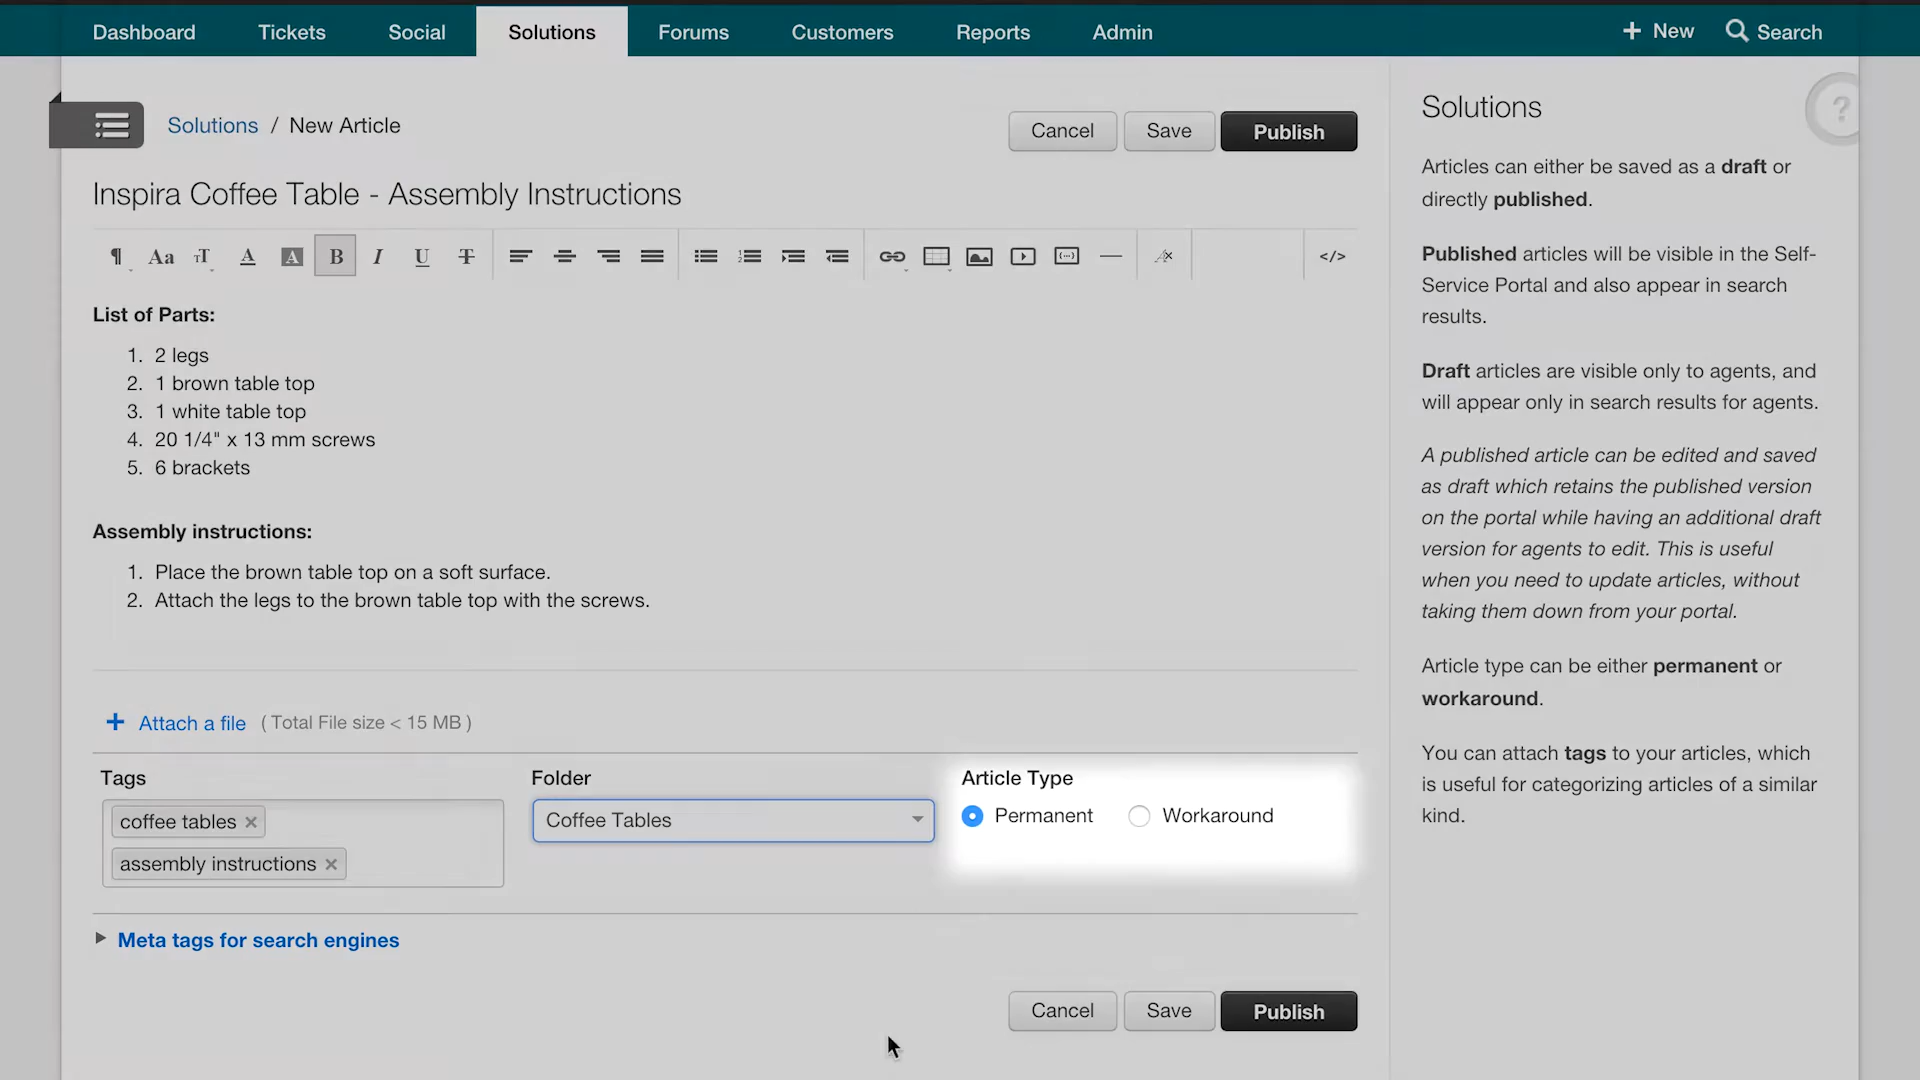 Dashboard Tickets Social Solutions Forums Customers Reports Admin + New Search
Solutions / New Article
Cancel Save Publish
Inspira Coffee Table - Assembly Instructions
¶ Aa TT A A B I U T </>
List of Parts:
1. 2 legs
2. 1 brown table top
3. 1 white table top
4. 20 1/4" x 13 mm screws
5. 6 brackets
Assembly instructions:
1. Place the brown table top on a soft surface.
2. Attach the legs to the brown table top with the screws.
+ Attach a file ( Total File size < 15 MB )
Tags Folder Article Type
coffee tables × Coffee Tables Permanent Workaround
assembly instructions ×
Meta tags for search engines
Cancel Save Publish
Solutions ?
Articles can either be saved as a draft or
directly published.
Published articles will be visible in the Self-
Service Portal and also appear in search
results.
Draft articles are visible only to agents, and
will appear only in search results for agents.
A published article can be edited and saved
as draft which retains the published version
on the portal while having an additional draft
version for agents to edit. This is useful
when you need to update articles, without
taking them down from your portal.
Article type can be either permanent or
workaround.
You can attach tags to your articles, which
is useful for categorizing articles of a similar
kind.